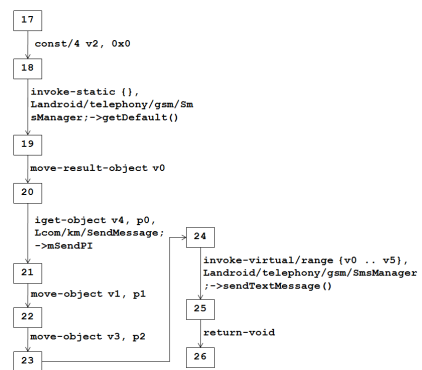 17
const/4 v2, 0x0
18
invoke-static {},
Landroid/telephony/gsm/Sm
sManager;->getDefault()
19
move-result-object v0
20
iget-object v4, p0,
Lcom/km/SendMessage;
->mSendPI
21
move-object v1, p1
22
move-object v3, p2
23
24
invoke-virtual/range {v0 .. v5},
Landroid/telephony/gsm/SmsManager
;->sendTextMessage()
25
return-void
26